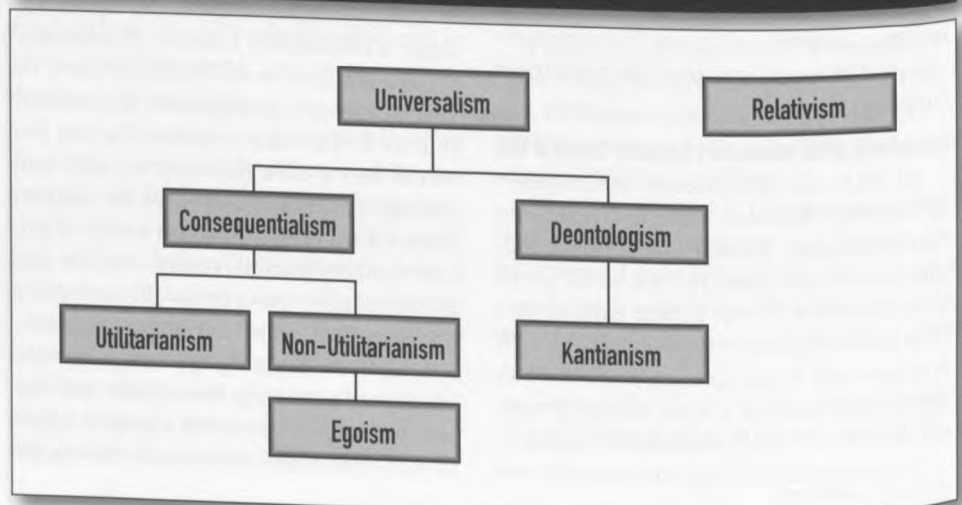 Universalism
Relativism
Consequentialism
Deontologism
Utilitarianism
Non-Utilitarianism
Kantianism
Egoism